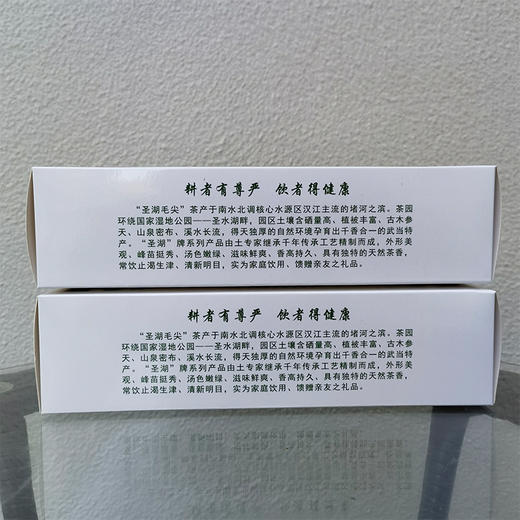 耕者有尊严 饮者得健康
“圣湖毛尖”茶产于南水北调核心水源区汉江主流的堵河之滨。茶园
环绕国家湿地公园——圣水湖畔，园区土壤含硒量高、植被丰富、古木参
天、山泉密布、溪水长流，得天独厚的自然环境孕育出千香合一的武当特
产。“圣湖”牌系列产品由土专家继承千年传承工艺精制而成，外形美
观、峰苗挺秀、汤色嫩绿、滋味鲜爽、香高持久、具有独特的天然茶香，
常饮止渴生津、清新明目，实为家庭饮用、馈赠亲友之礼品。
耕者有尊严 饮者得健康
“圣湖毛尖”茶产于南水北调核心水源区汉江主流的堵河之滨。茶园
环绕国家湿地公园——圣水湖畔，园区土壤含硒量高、植被丰富、古木参
天、山泉密布、溪水长流，得天独厚的自然环境孕育出千香合一的武当特
产。“圣湖”牌系列产品由土专家继承千年传承工艺精制而成，外形美
观、峰苗挺秀、汤色嫩绿、滋味鲜爽、香高持久、具有独特的天然茶香，
常饮止渴生津、清新明目，实为家庭饮用、馈赠亲友之礼品。